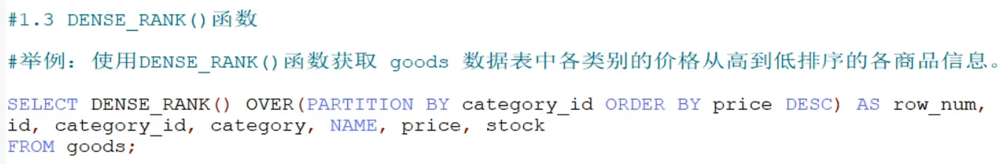 #1.3 DENSE_RANK()函数
#举例：使用DENSE_RANK()函数获取 goods 数据表中各类别的价格从高到低排序的各商品信息。
SELECT DENSE_RANK() OVER(PARTITION BY category_id ORDER BY price DESC) AS row_num,
id, category_id, category, NAME, price, stock
FROM goods;